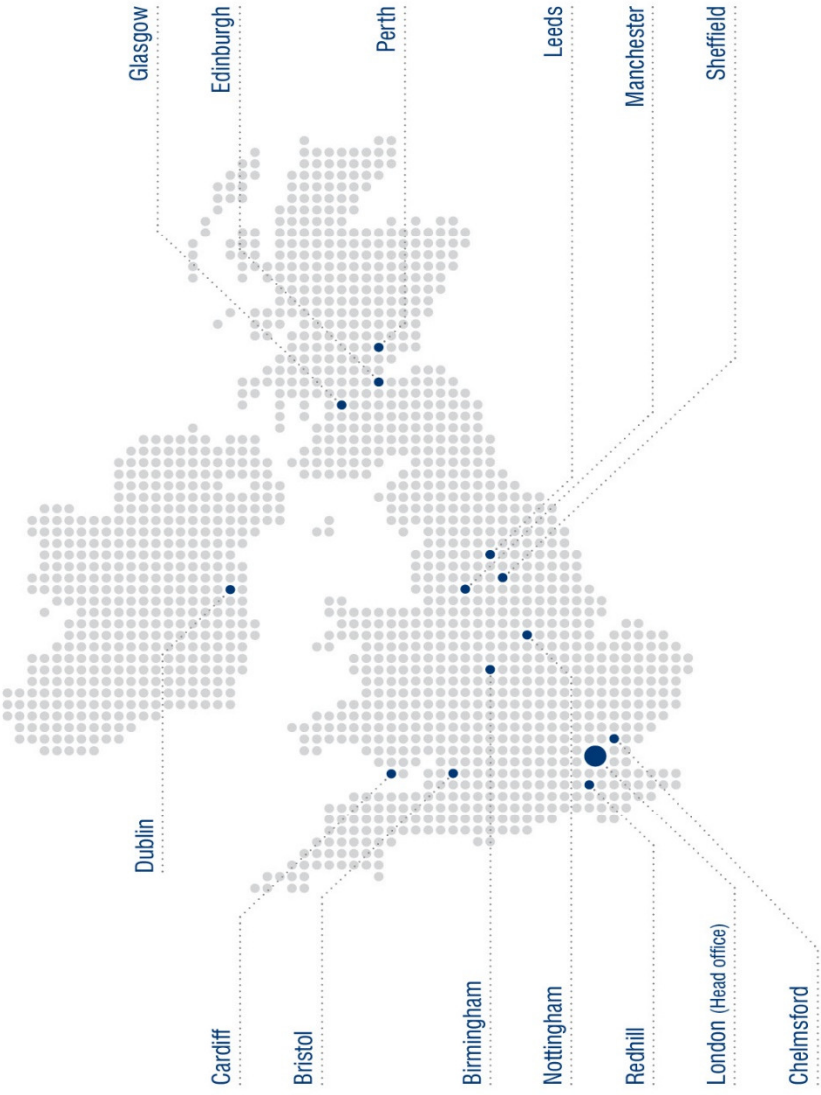 Glasgow
Edinburgh
Perth
Leeds
Manchester
Sheffield
Dublin
Cardiff
Bristol
Birmingham
Nottingham
Redhill
London (Head office)
Chelmsford